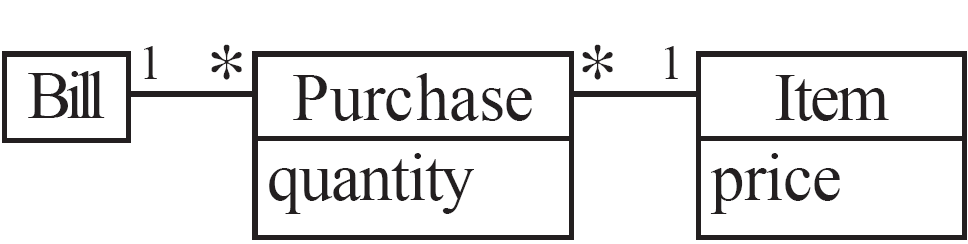 Bill 1 * Purchase * 1 Item
quantity price